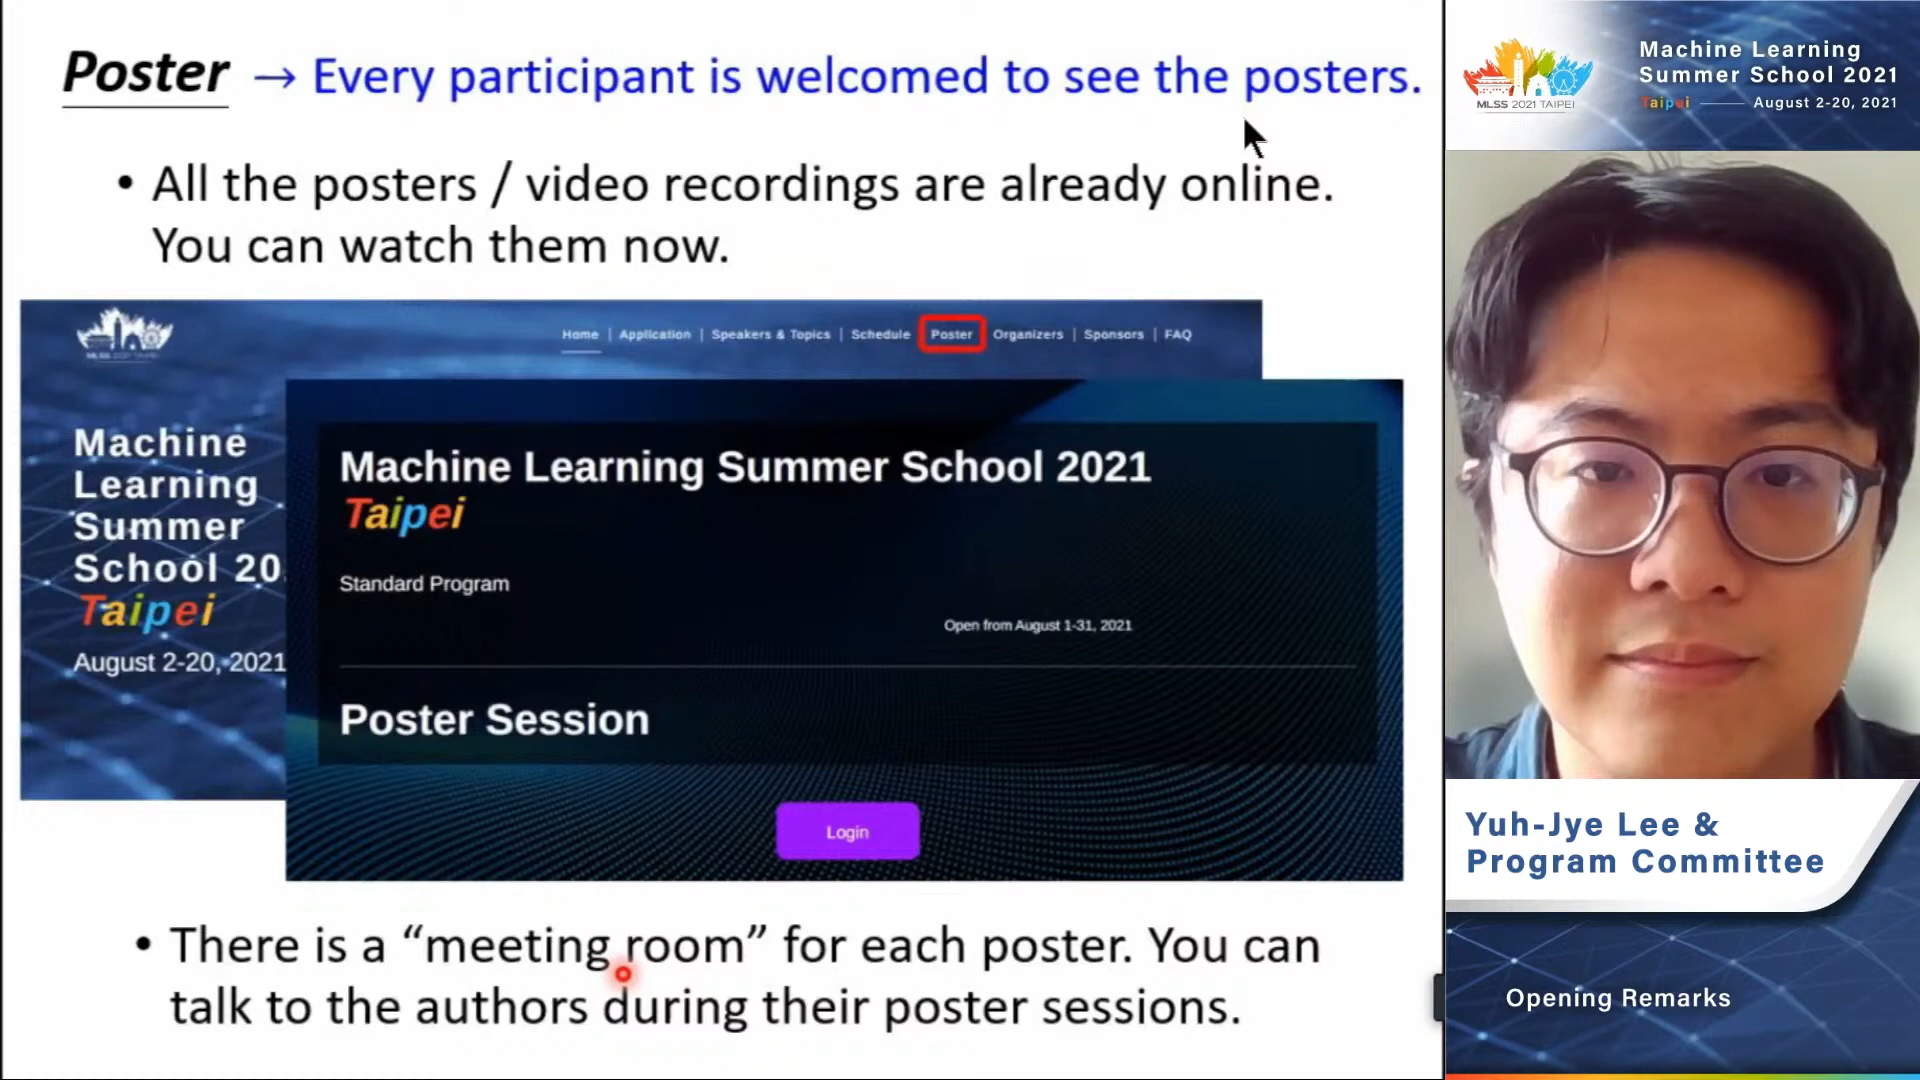 Poster → Every participant is welcomed to see the posters.
• All the posters / video recordings are already online.
You can watch them now.
MLSS 2021 TAIPEI
Home | Application | Speakers & Topics | Schedule | Poster | Organizers | Sponsors | FAQ
Machine
Learning
Summer
School 20
Taipei
August 2-20, 2021
Machine Learning Summer School 2021
Taipei
Standard Program
Open from August 1-31, 2021
Poster Session
Login
• There is a “meeting room” for each poster. You can
talk to the authors during their poster sessions.
MLSS 2021 TAIPEI
Machine Learning
Summer School 2021
Taipei — August 2-20, 2021
Yuh-Jye Lee &
Program Committee
Opening Remarks